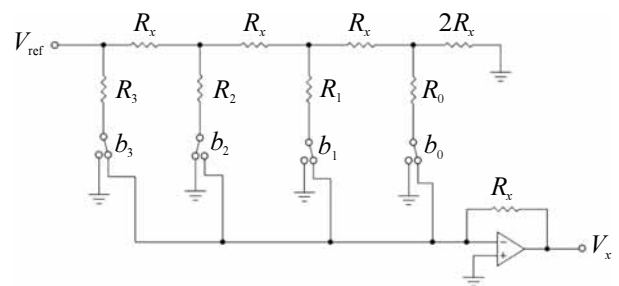 R_x R_x R_x 2R_x
V_ref
R_3 R_2 R_1 R_0
b_3 b_2 b_1 b_0
R_x
− V_x
+